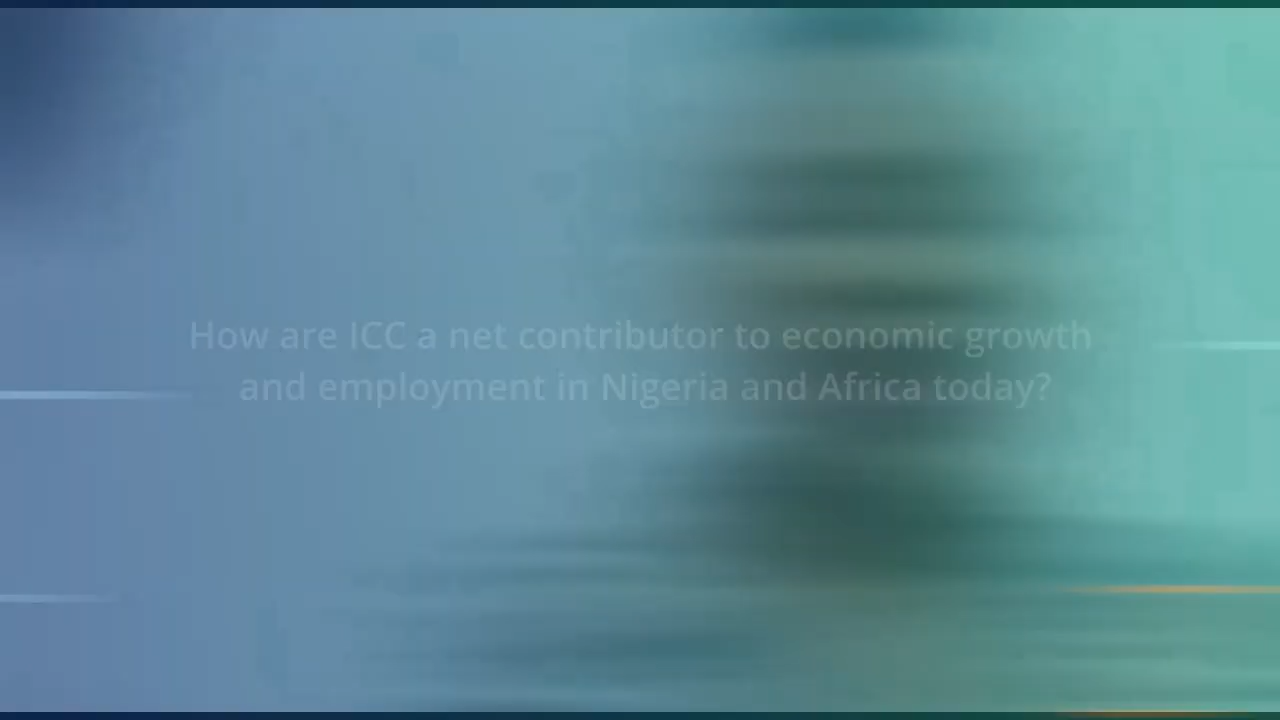 How are ICC a net contributor to economic growth
and employment in Nigeria and Africa today?